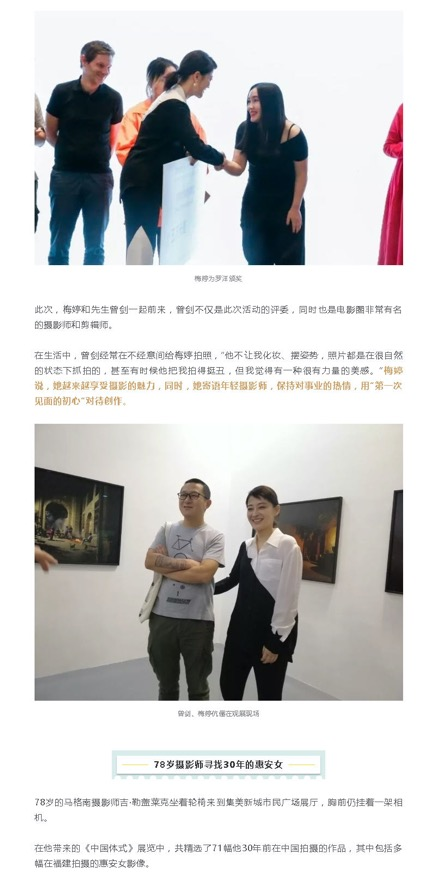 梅婷为罗洋颁奖
此次，梅婷和先生曾剑一起前来，曾剑不仅是此次活动的评委，同时也是电影圈非常有名
的摄影师和剪辑师。
在生活中，曾剑经常在不经意间给梅婷拍照，“他不让我化妆、摆姿势，照片都是在很自然
的状态下抓拍的，甚至有时候他把我拍得挺丑，但我觉得有一种很有力量的美感。”梅婷
说，她越来越享受摄影的魅力，同时，她寄语年轻摄影师，保持对事业的热情，用“第一次
见面的初心”对待创作。
曾剑、梅婷伉俪在观展现场
78岁摄影师寻找30年的惠安女
78岁的马格南摄影师吉·勒盖莱克坐着轮椅来到集美新城市民广场展厅，胸前仍挂着一架相
机。
在他带来的《中国体式》展览中，共精选了71幅他30年前在中国拍摄的作品，其中包括多
幅在福建拍摄的惠安女影像。